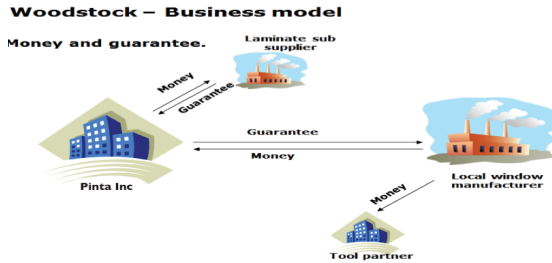 Woodstock – Business model
Money and guarantee.
Laminate sub
supplier
Money
Guarantee
Guarantee
Money
Pinta Inc
Local window
manufacturer
Money
Tool partner